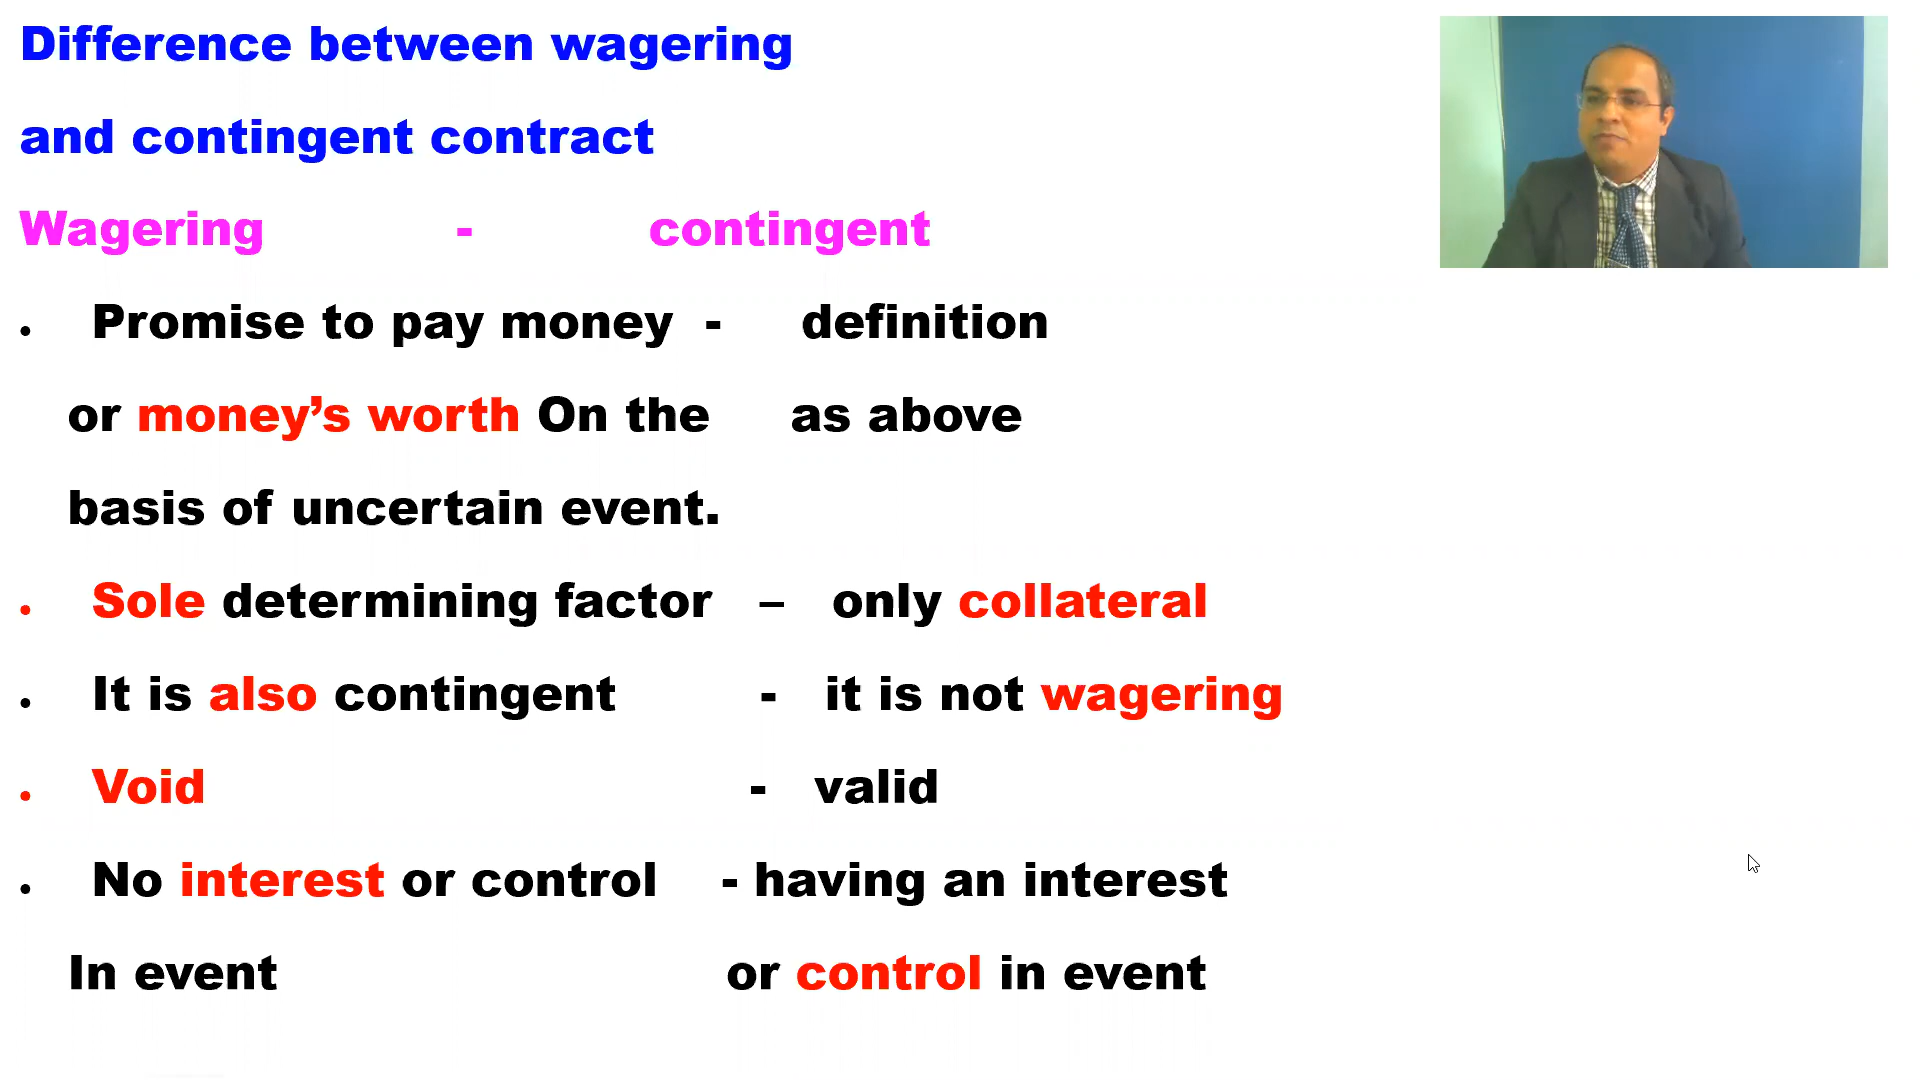 Difference between wagering
and contingent contract
Wagering - contingent
• Promise to pay money - definition
or money’s worth On the as above
basis of uncertain event.
• Sole determining factor – only collateral
• It is also contingent - it is not wagering
• Void - valid
• No interest or control - having an interest
In event or control in event